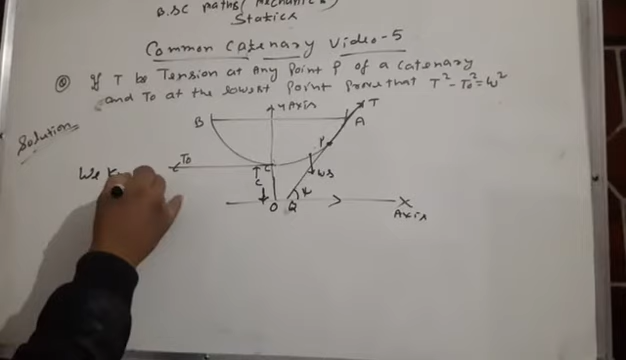 B.SC Maths (Mechanics)
Statics
Common Catenary Video-5
Q If T be Tension at any point P of a Catenary
and To at the lowest Point prove that T² - To² = W²
Solution
y Axis
T
B
A
P
To
C
ws
We K
c
ψ
O Q
X
Axis